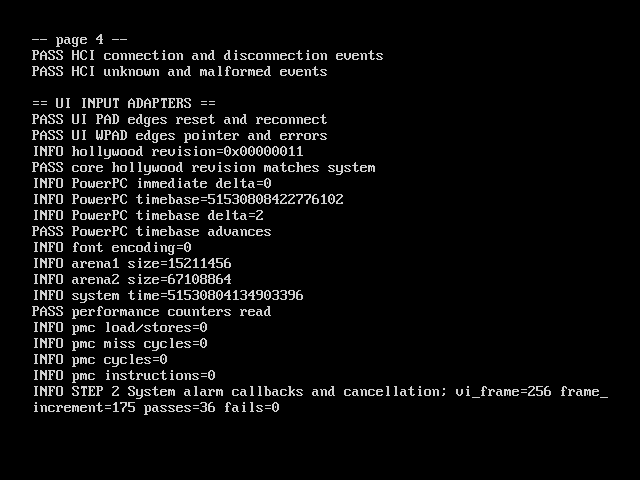 -- page 4 --
PASS HCI connection and disconnection events
PASS HCI unknown and malformed events
== UI INPUT ADAPTERS ==
PASS UI PAD edges reset and reconnect
PASS UI WPAD edges pointer and errors
INFO hollywood revision=0x00000011
PASS core hollywood revision matches system
INFO PowerPC immediate delta=0
INFO PowerPC timebase=51530808422776102
INFO PowerPC timebase delta=2
PASS PowerPC timebase advances
INFO font encoding=0
INFO arena1 size=15211456
INFO arena2 size=67108864
INFO system time=51530804134903396
PASS performance counters read
INFO pmc load/stores=0
INFO pmc miss cycles=0
INFO pmc cycles=0
INFO pmc instructions=0
INFO STEP 2 System alarm callbacks and cancellation; vi_frame=256 frame_
increment=175 passes=36 fails=0